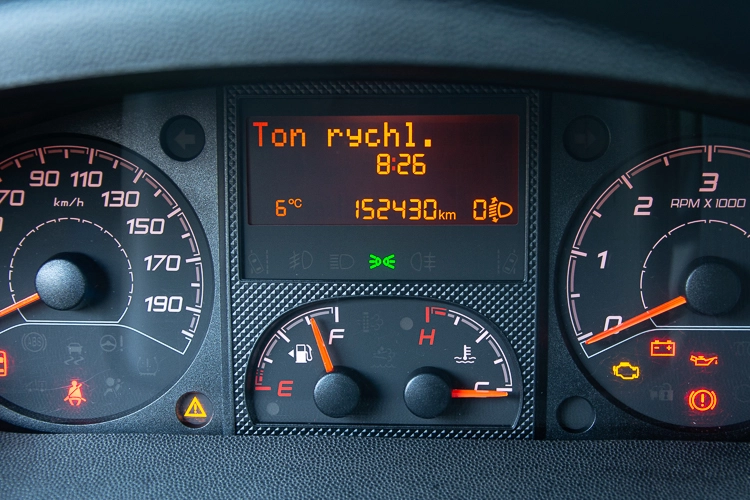 Ton rychl.
8:26
6°C 152430km 0
70 90 110 130 150 170 190
km/h
0 1 2 3
RPM X 1000
E F
H C